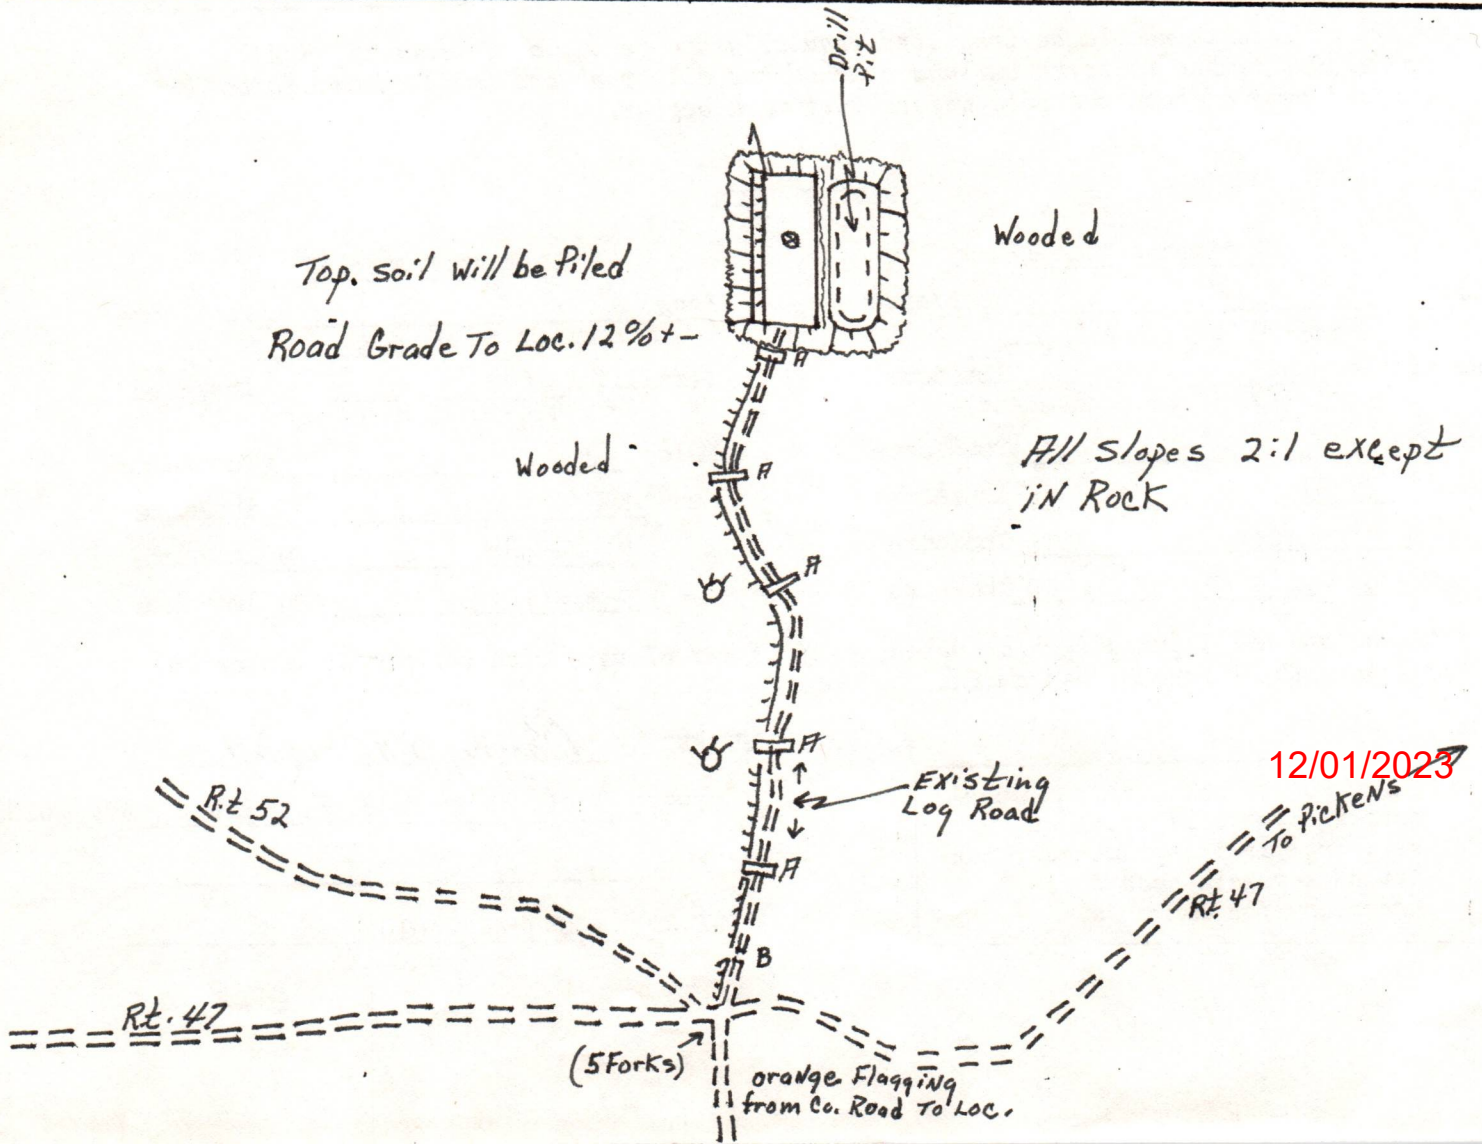 Drill
Pit
Wooded
Top. soil will be Piled
Road Grade To Loc. 12% + -
A
Wooded
A
All slopes 2:1 except
in Rock
A
A
12/01/2023
Existing
Log Road
To Pickens
Rt 52
A
Rt. 47
B
Rt. 47
(5 Forks)
orange Flagging
from Co. Road To Loc.